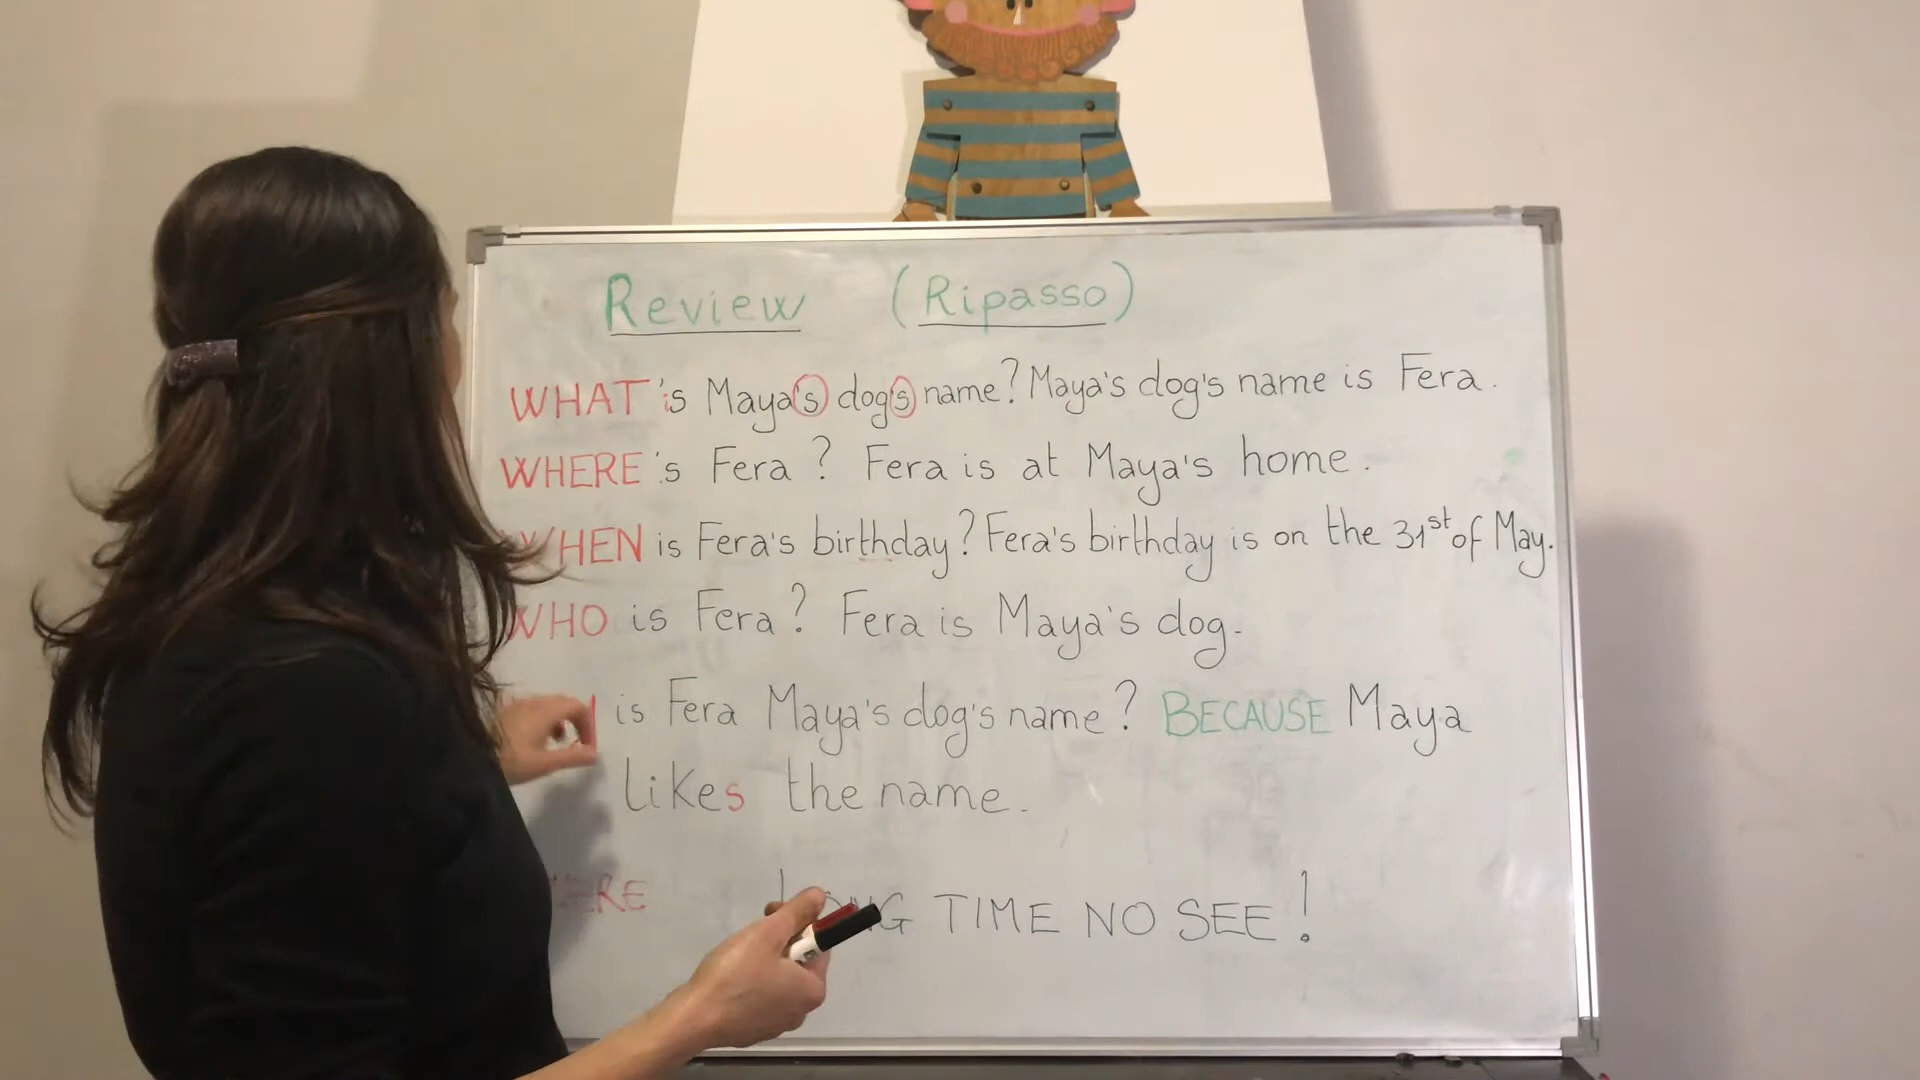 Review (Ripasso)
WHAT's Maya's dog's name? Maya's dog's name is Fera.
WHERE's Fera? Fera is at Maya's home.
WHEN is Fera's birthday? Fera's birthday is on the 31st of May.
WHO is Fera? Fera is Maya's dog.
is Fera Maya's dog's name? BECAUSE Maya
likes the name.
LONG TIME NO SEE!